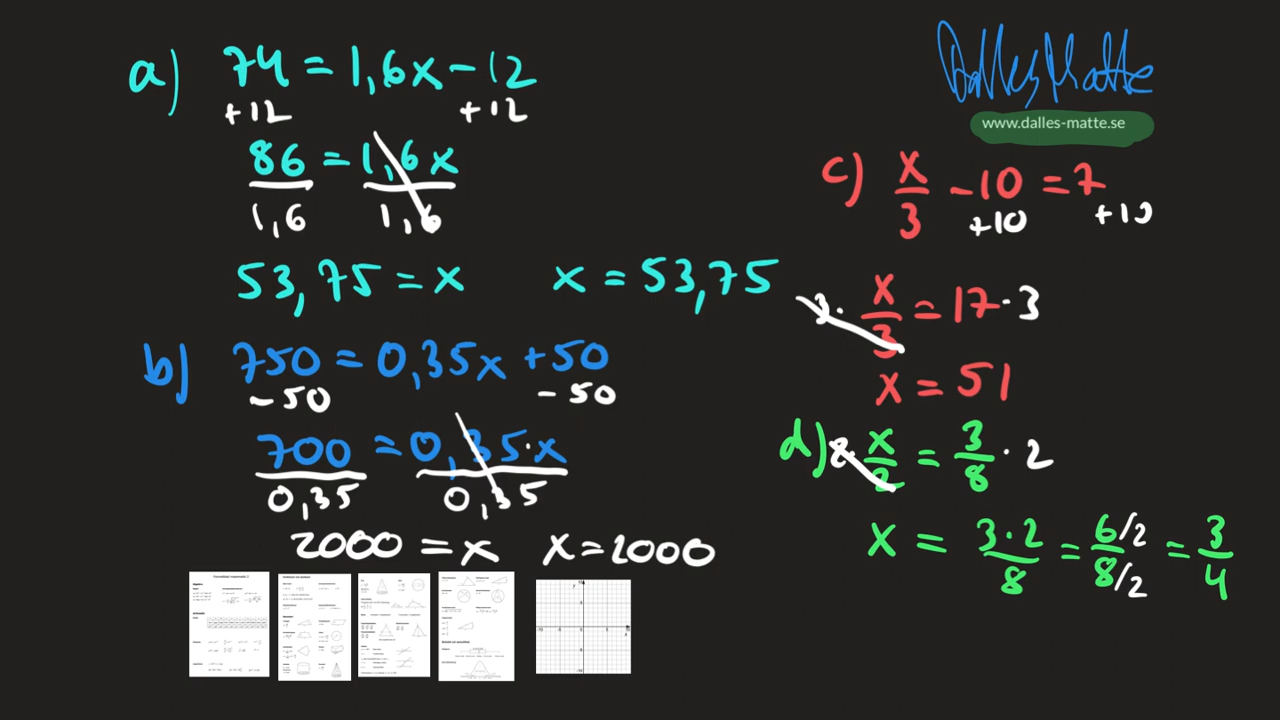 a) 74 = 1,6x - 12
+12 +12
86 = 1,6x
1,6 1,6
53,75 = x x = 53,75
b) 750 = 0,35x + 50
-50 -50
700 = 0,35·x
0,35 0,35
2000 = x x = 2000
DallesMatte
www.dalles-matte.se
c) x/3 - 10 = 7
+10 +10
3· x/3 = 17·3
x = 51
d) x/2 = 3/8 · 2
x = 3·2/8 = 6/2 / 8/2 = 3/4